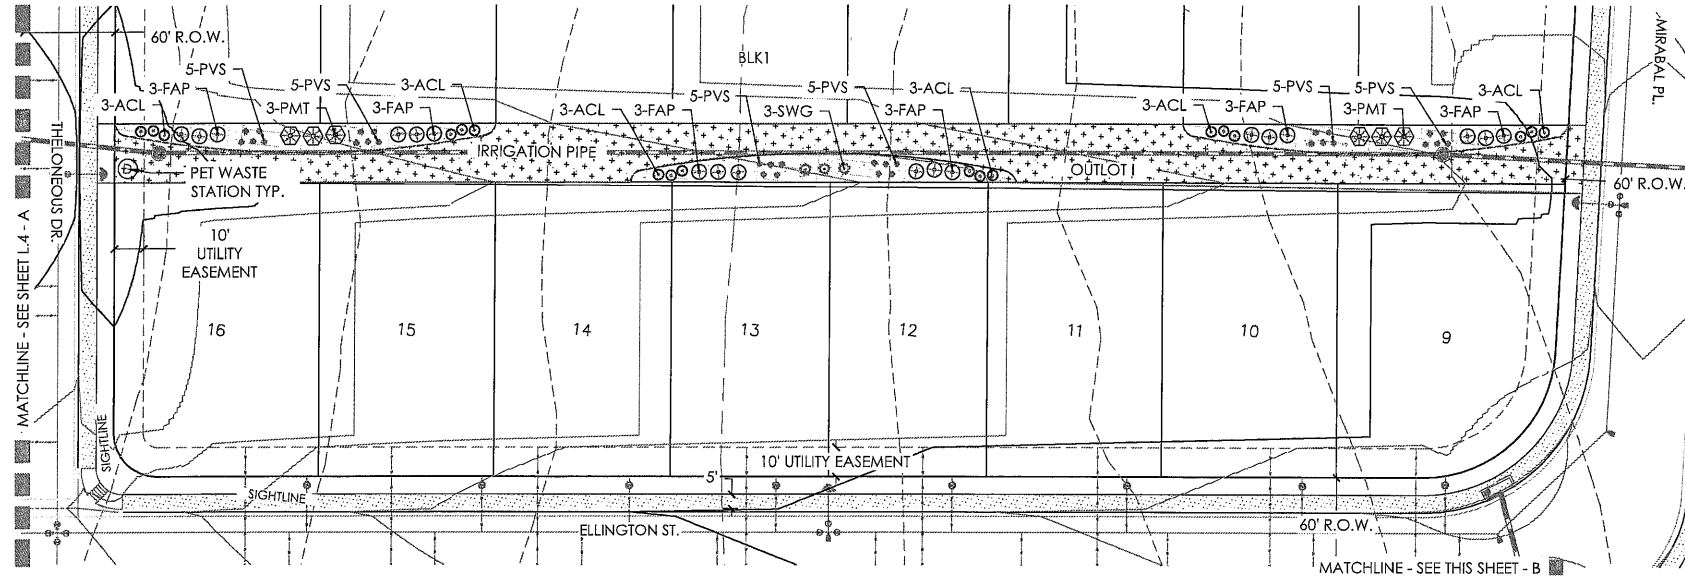 60' R.O.W.
MIRABAL PL.
BLK1
5-PVS
3-FAP
3-ACL
5-PVS
3-PMT
3-FAP
3-ACL
5-PVS
3-ACL
3-FAP
3-SWG
5-PVS
3-FAP
3-ACL
5-PVS
5-PVS
3-ACL
3-ACL
3-FAP
3-PMT
3-FAP
THELONEOUS DR.
IRRIGATION PIPE
PET WASTE
STATION TYP.
OUTLOT I
60' R.O.W.
MATCHLINE - SEE SHEET L.4 - A
10'
UTILITY
EASEMENT
16
15
14
13
12
11
10
9
SIGHTLINE
10' UTILITY EASEMENT
5'
SIGHTLINE
ELLINGTON ST.
60' R.O.W.
MATCHLINE - SEE THIS SHEET - B